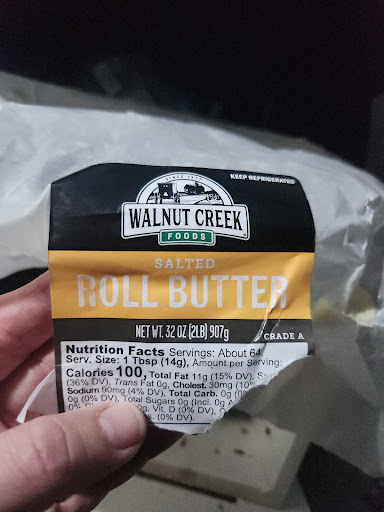 SINCE 1977
KEEP REFRIGERATED
WALNUT CREEK
FOODS
SALTED
ROLL BUTTER
NET WT. 32 OZ (2LB) 907g
GRADE A
Nutrition Facts Servings: About 64,
Serv. Size: 1 Tbsp (14g), Amount per Serving:
Calories 100, Total Fat 11g (15% DV),
(36% DV), Trans Fat 0g, Cholest. 30mg (10%
Sodium 90mg (4% DV), Total Carb. 0g (0%
0g (0% DV), Total Sugars 0g (Incl. 0g
0g, Vit. D (0% DV),
(0% DV).